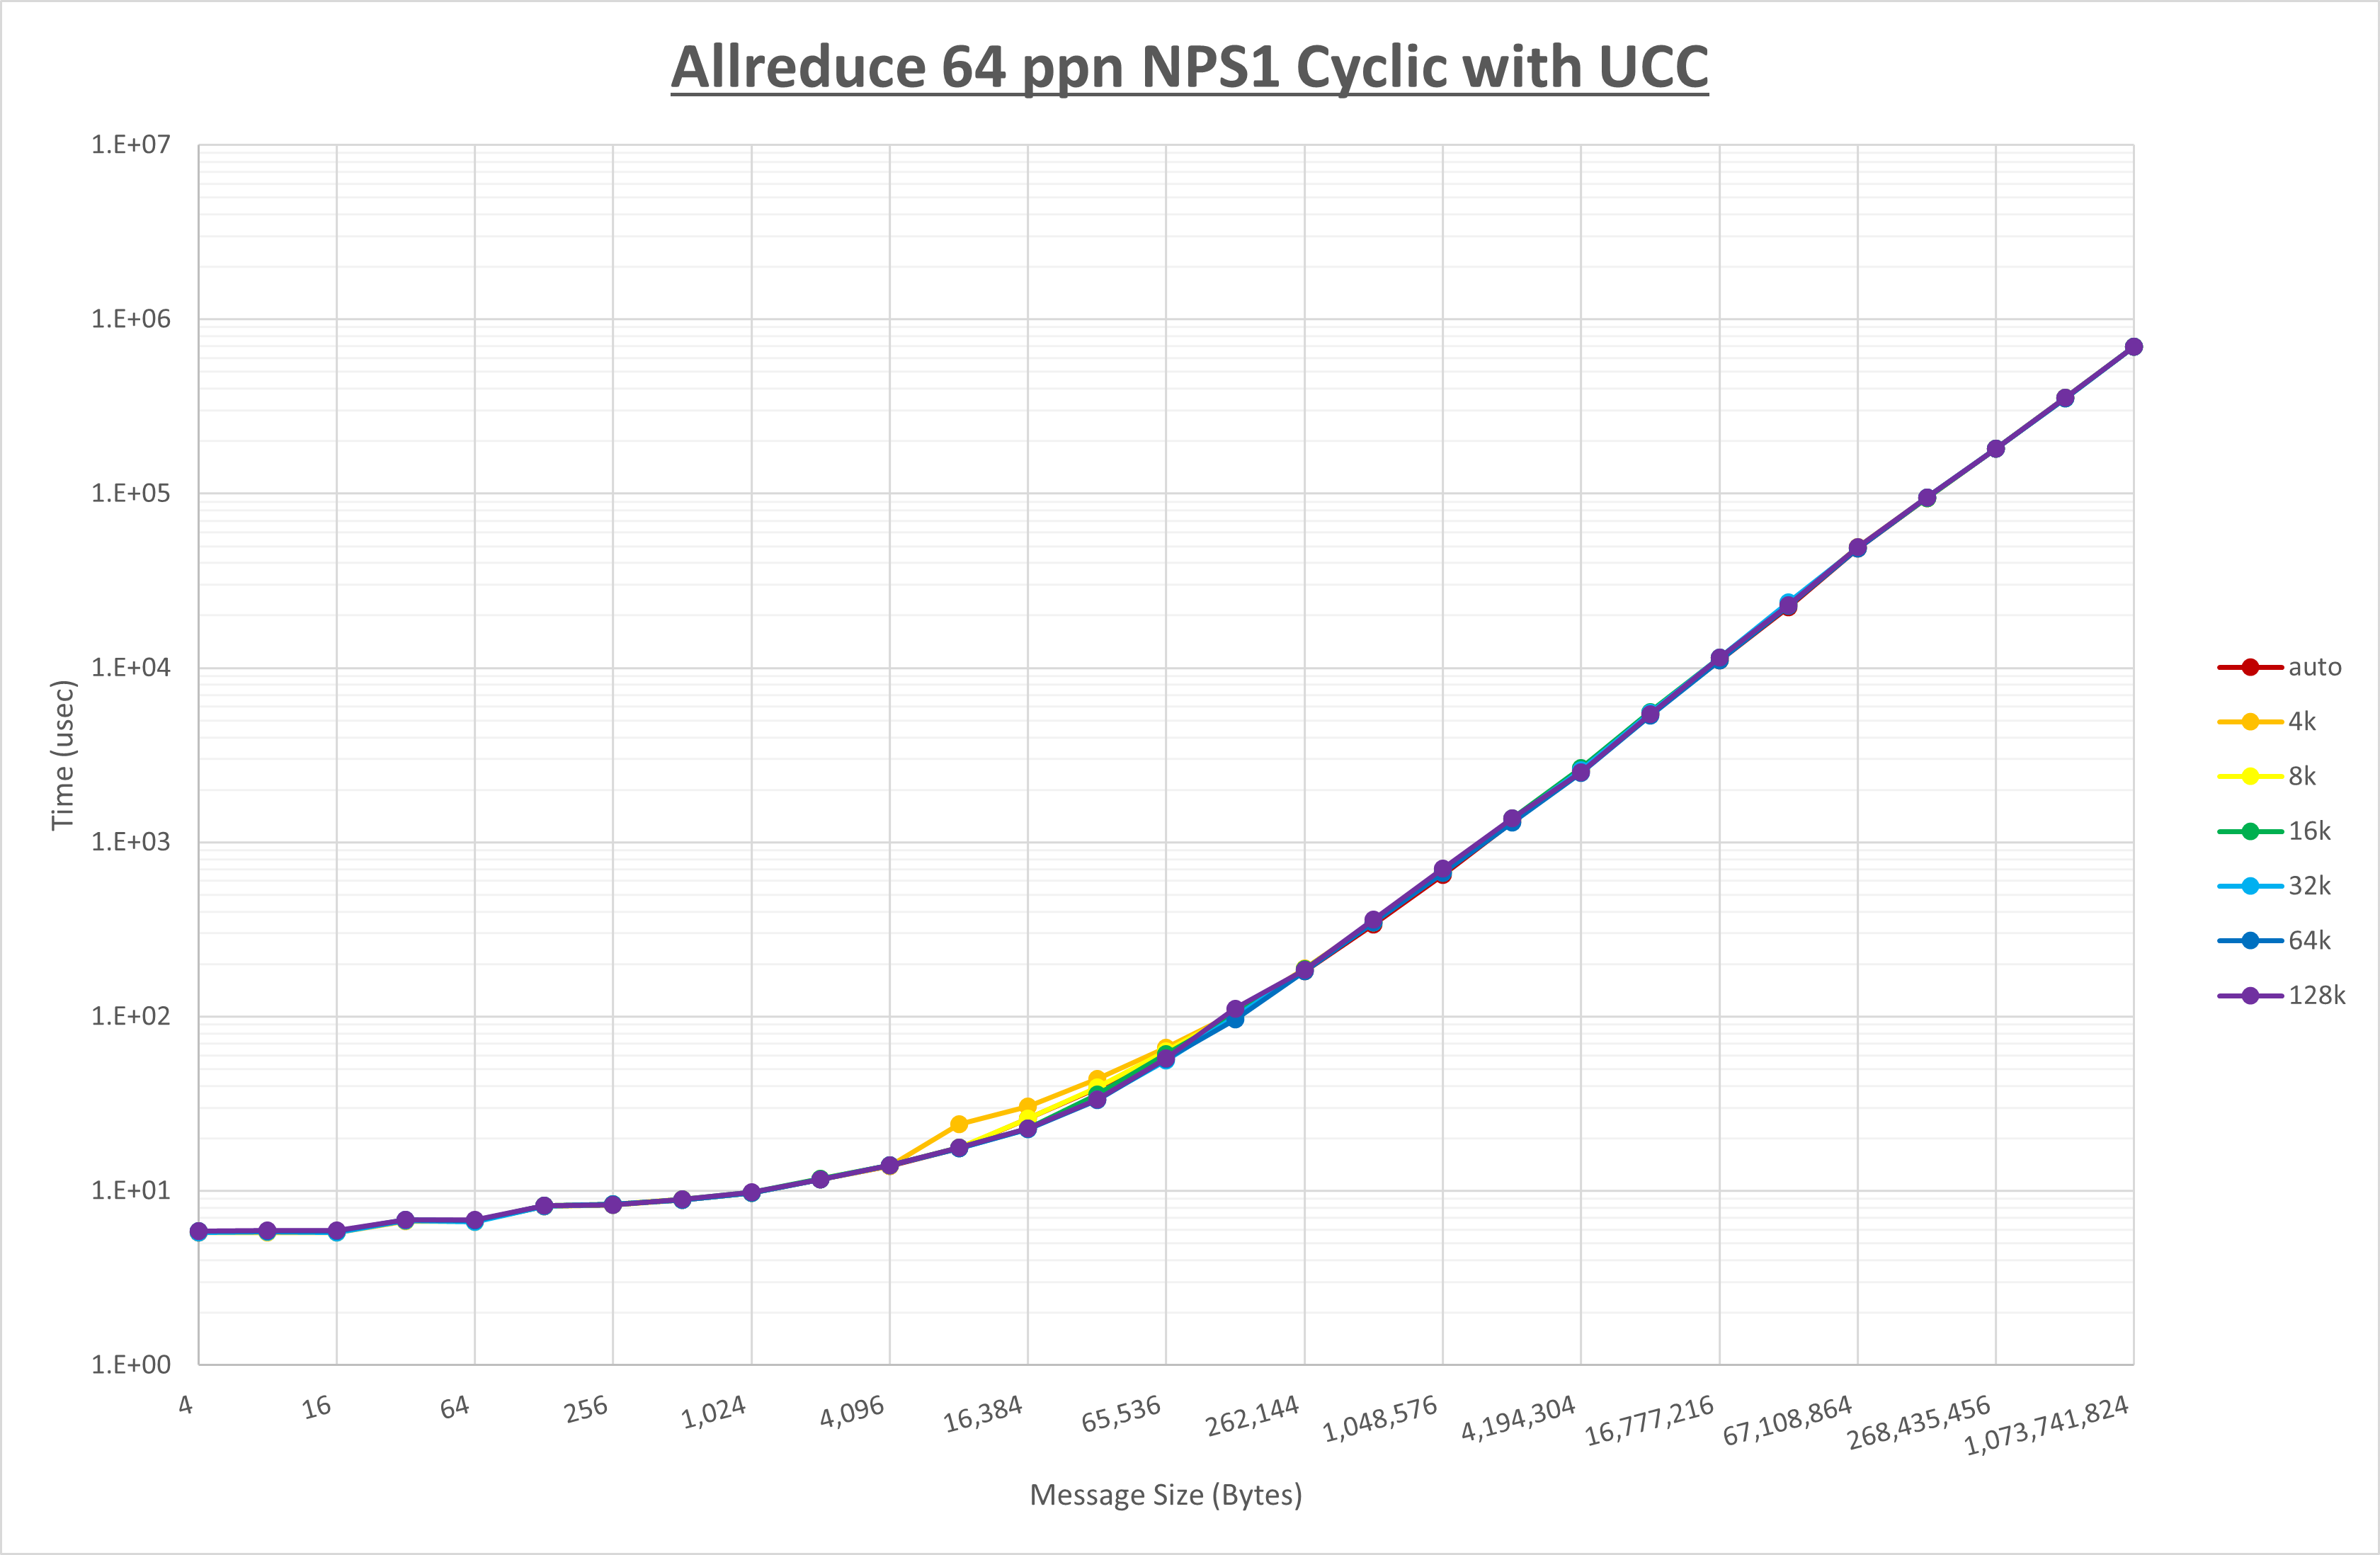 Allreduce 64 ppn NPS1 Cyclic with UCC
1.E+07
1.E+06
1.E+05
1.E+04
1.E+03
1.E+02
1.E+01
1.E+00
Time (usec)
4
16
64
256
1,024
4,096
16,384
65,536
262,144
1,048,576
4,194,304
16,777,216
67,108,864
268,435,456
1,073,741,824
Message Size (Bytes)
auto
4k
8k
16k
32k
64k
128k